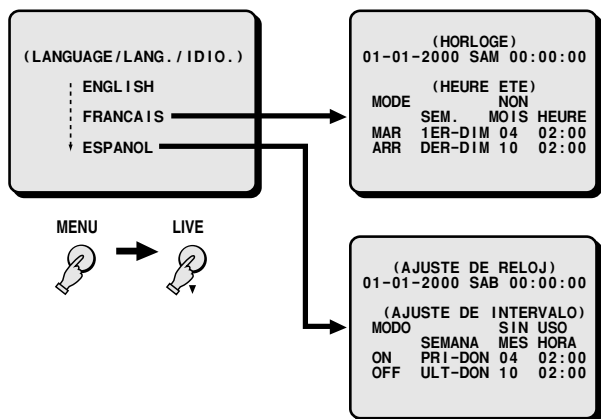 (LANGUAGE/LANG./IDIO.)
ENGLISH
FRANCAIS
ESPANOL
MENU
LIVE
(HORLOGE)
01-01-2000 SAM 00:00:00
(HEURE ETE)
MODE NON
SEM. MOIS HEURE
MAR 1ER-DIM 04 02:00
ARR DER-DIM 10 02:00
(AJUSTE DE RELOJ)
01-01-2000 SAB 00:00:00
(AJUSTE DE INTERVALO)
MODO SIN USO
SEMANA MES HORA
ON PRI-DON 04 02:00
OFF ULT-DON 10 02:00